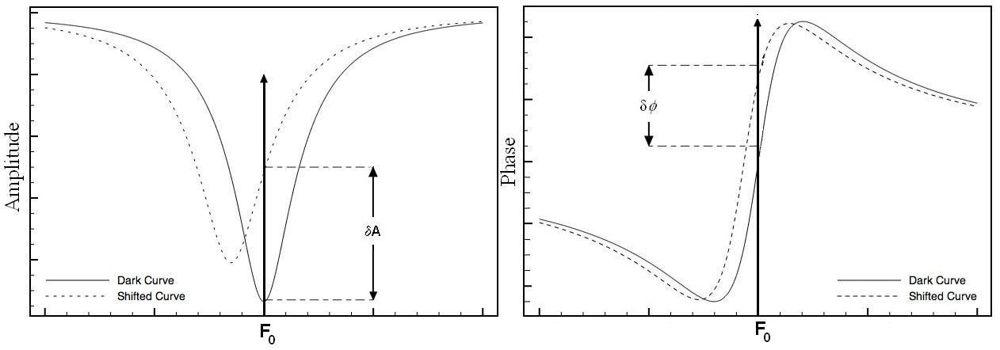 Amplitude
δA
Dark Curve
Shifted Curve
F₀
Phase
δϕ
Dark Curve
Shifted Curve
F₀